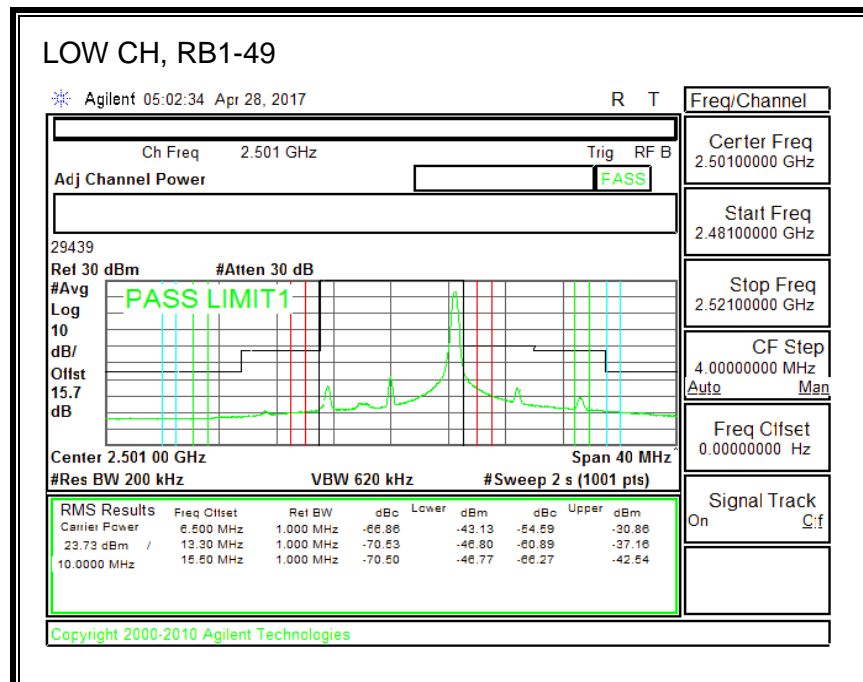 LOW CH, RB1-49
Agilent 05:02:34 Apr 28, 2017 R T
Freq/Channel
Ch Freq 2.501 GHz Trig RF B
Adj Channel Power PASS
Center Freq
2.50100000 GHz
Start Freq
2.48100000 GHz
29439
Ref 30 dBm #Atten 30 dB
#Avg
Log
10
dB/
Offst
15.7
dB
PASS LIMIT1
Stop Freq
2.52100000 GHz
CF Step
4.00000000 MHz
Auto Man
Freq Offset
0.00000000 Hz
Center 2.501 00 GHz Span 40 MHz
#Res BW 200 kHz VBW 620 kHz #Sweep 2 s (1001 pts)
Signal Track
On Off
RMS Results Freq Offset Ref BW dBc Lower dBm dBc Upper dBm
Carrier Power 6.500 MHz 1.000 MHz -66.86 -43.13 -54.59 -30.86
23.73 dBm / 13.30 MHz 1.000 MHz -70.53 -46.80 -60.89 -37.16
10.0000 MHz 15.50 MHz 1.000 MHz -70.50 -46.77 -66.27 -42.54
Copyright 2000-2010 Agilent Technologies